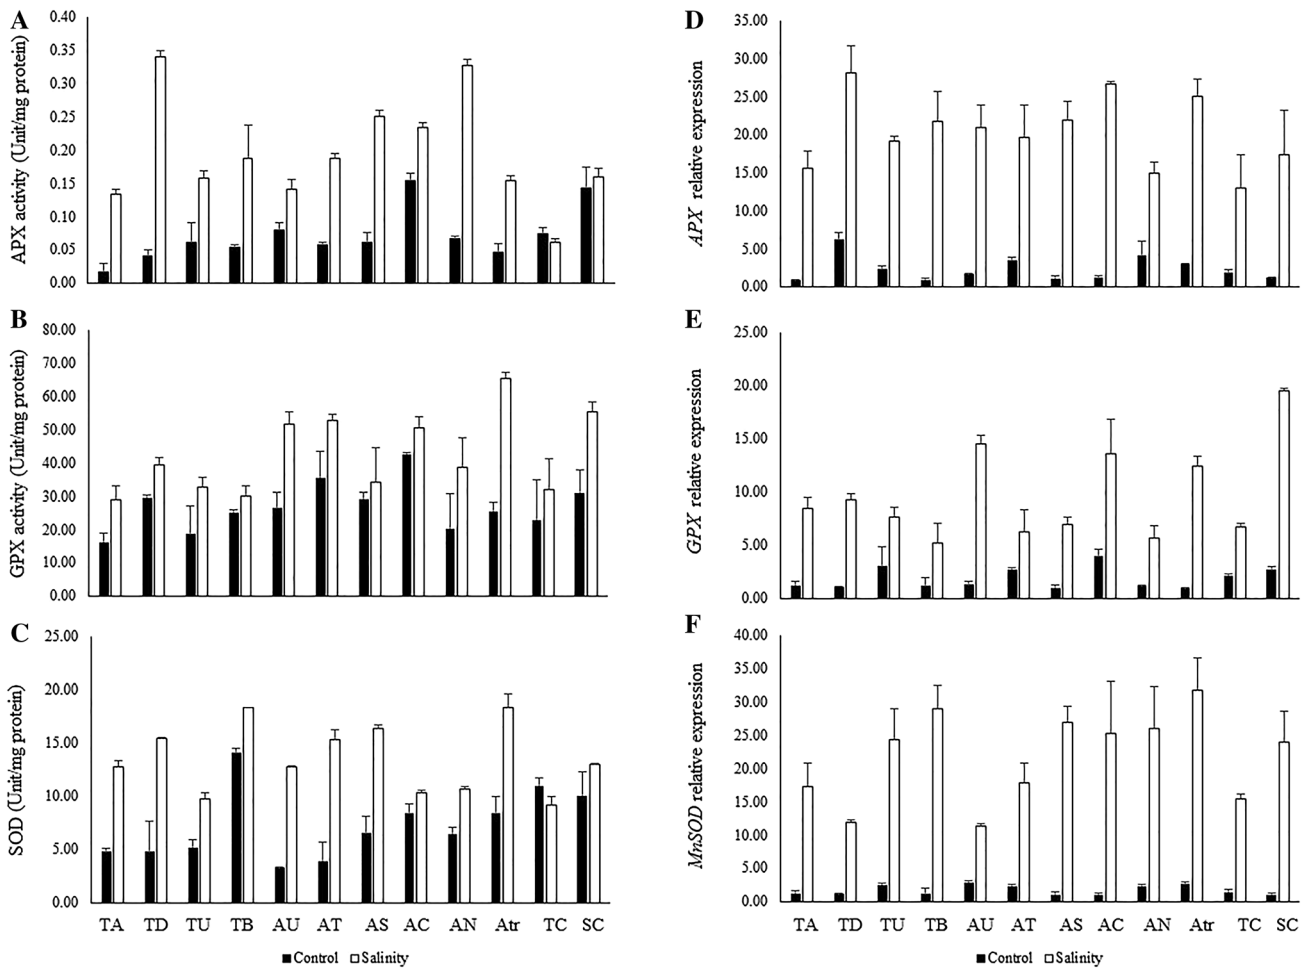 A
APX activity (Unit/mg protein)
0.40
0.35
0.30
0.25
0.20
0.15
0.10
0.05
0.00
B
GPX activity (Unit/mg protein)
80.00
70.00
60.00
50.00
40.00
30.00
20.00
10.00
0.00
C
SOD (Unit/mg protein)
25.00
20.00
15.00
10.00
5.00
0.00
TA TD TU TB AU AT AS AC AN Atr TC SC
Control Salinity
D
APX relative expression
35.00
30.00
25.00
20.00
15.00
10.00
5.00
0.00
E
GPX relative expression
25.00
20.00
15.00
10.00
5.00
0.00
F
MnSOD relative expression
40.00
35.00
30.00
25.00
20.00
15.00
10.00
5.00
0.00
TA TD TU TB AU AT AS AC AN Atr TC SC
Control Salinity